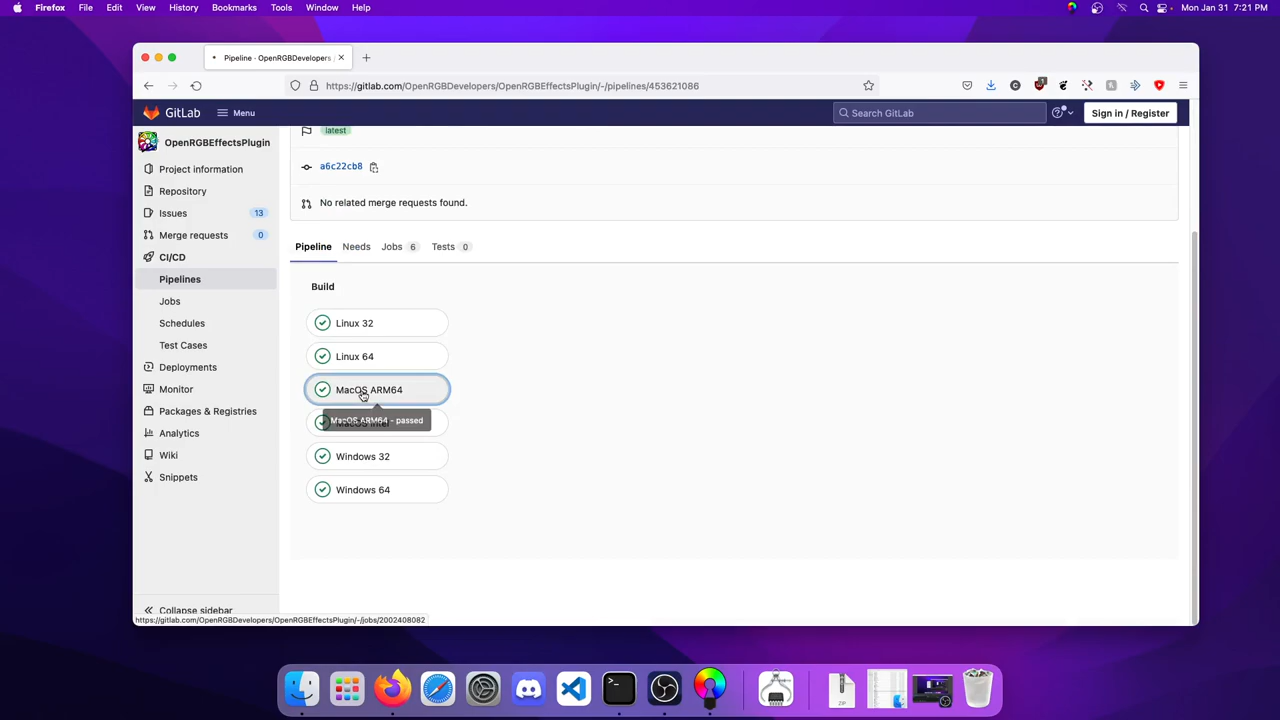 Firefox File Edit View History Bookmarks Tools Window Help
Mon Jan 31 7:21 PM
Pipeline · OpenRGBDevelopers
https://gitlab.com/OpenRGBDevelopers/OpenRGBEffectsPlugin/-/pipelines/453621086
1
GitLab
Menu
Search GitLab
Sign in / Register
OpenRGBEffectsPlugin
Project information
Repository
Issues 13
Merge requests 0
CI/CD
Pipelines
Jobs
Schedules
Test Cases
Deployments
Monitor
Packages & Registries
Analytics
Wiki
Snippets
Collapse sidebar
latest
a6c22cb8
No related merge requests found.
Pipeline Needs Jobs 6 Tests 0
Build
Linux 32
Linux 64
MacOS ARM64
MacOS ARM64 - passed
Windows 32
Windows 64
https://gitlab.com/OpenRGBDevelopers/OpenRGBEffectsPlugin/-/jobs/2002408082
ZIP